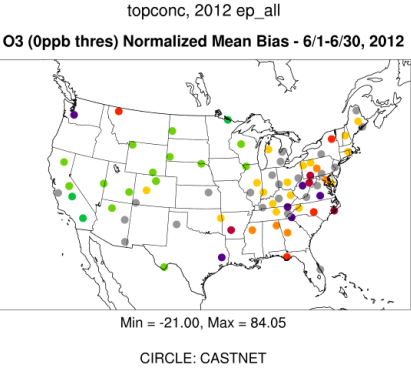 topconc, 2012 ep_all
O3 (0ppb thres) Normalized Mean Bias - 6/1-6/30, 2012
Min = -21.00, Max = 84.05
CIRCLE: CASTNET